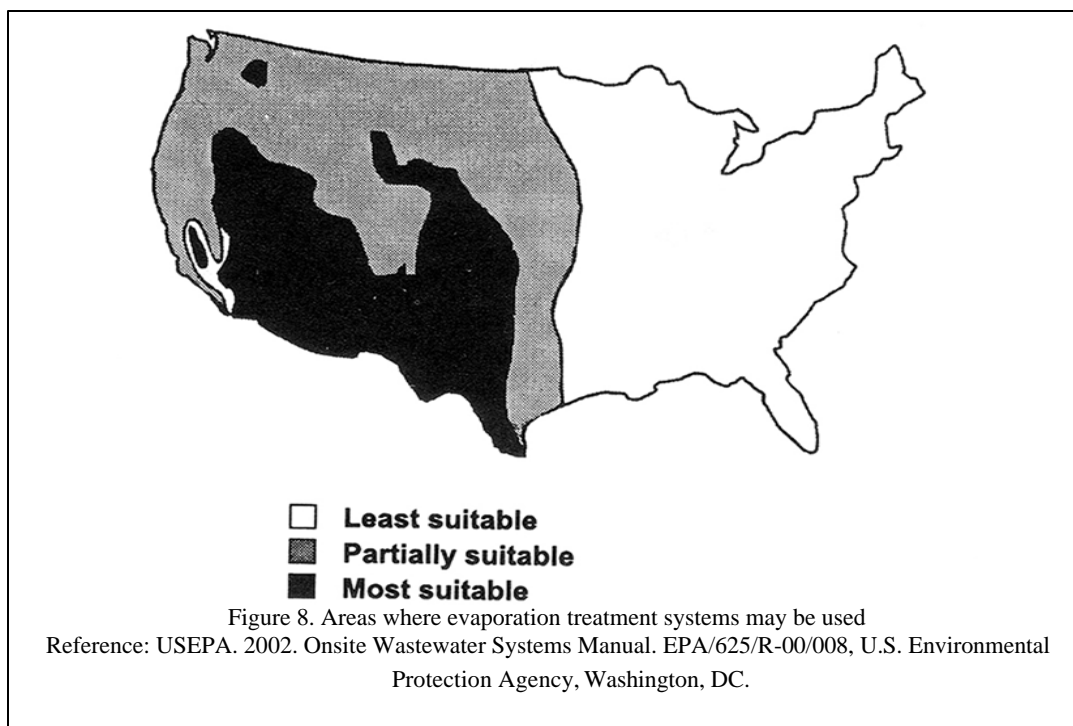 Least suitable
Partially suitable
Most suitable
Figure 8. Areas where evaporation treatment systems may be used
Reference: USEPA. 2002. Onsite Wastewater Systems Manual. EPA/625/R-00/008, U.S. Environmental
Protection Agency, Washington, DC.